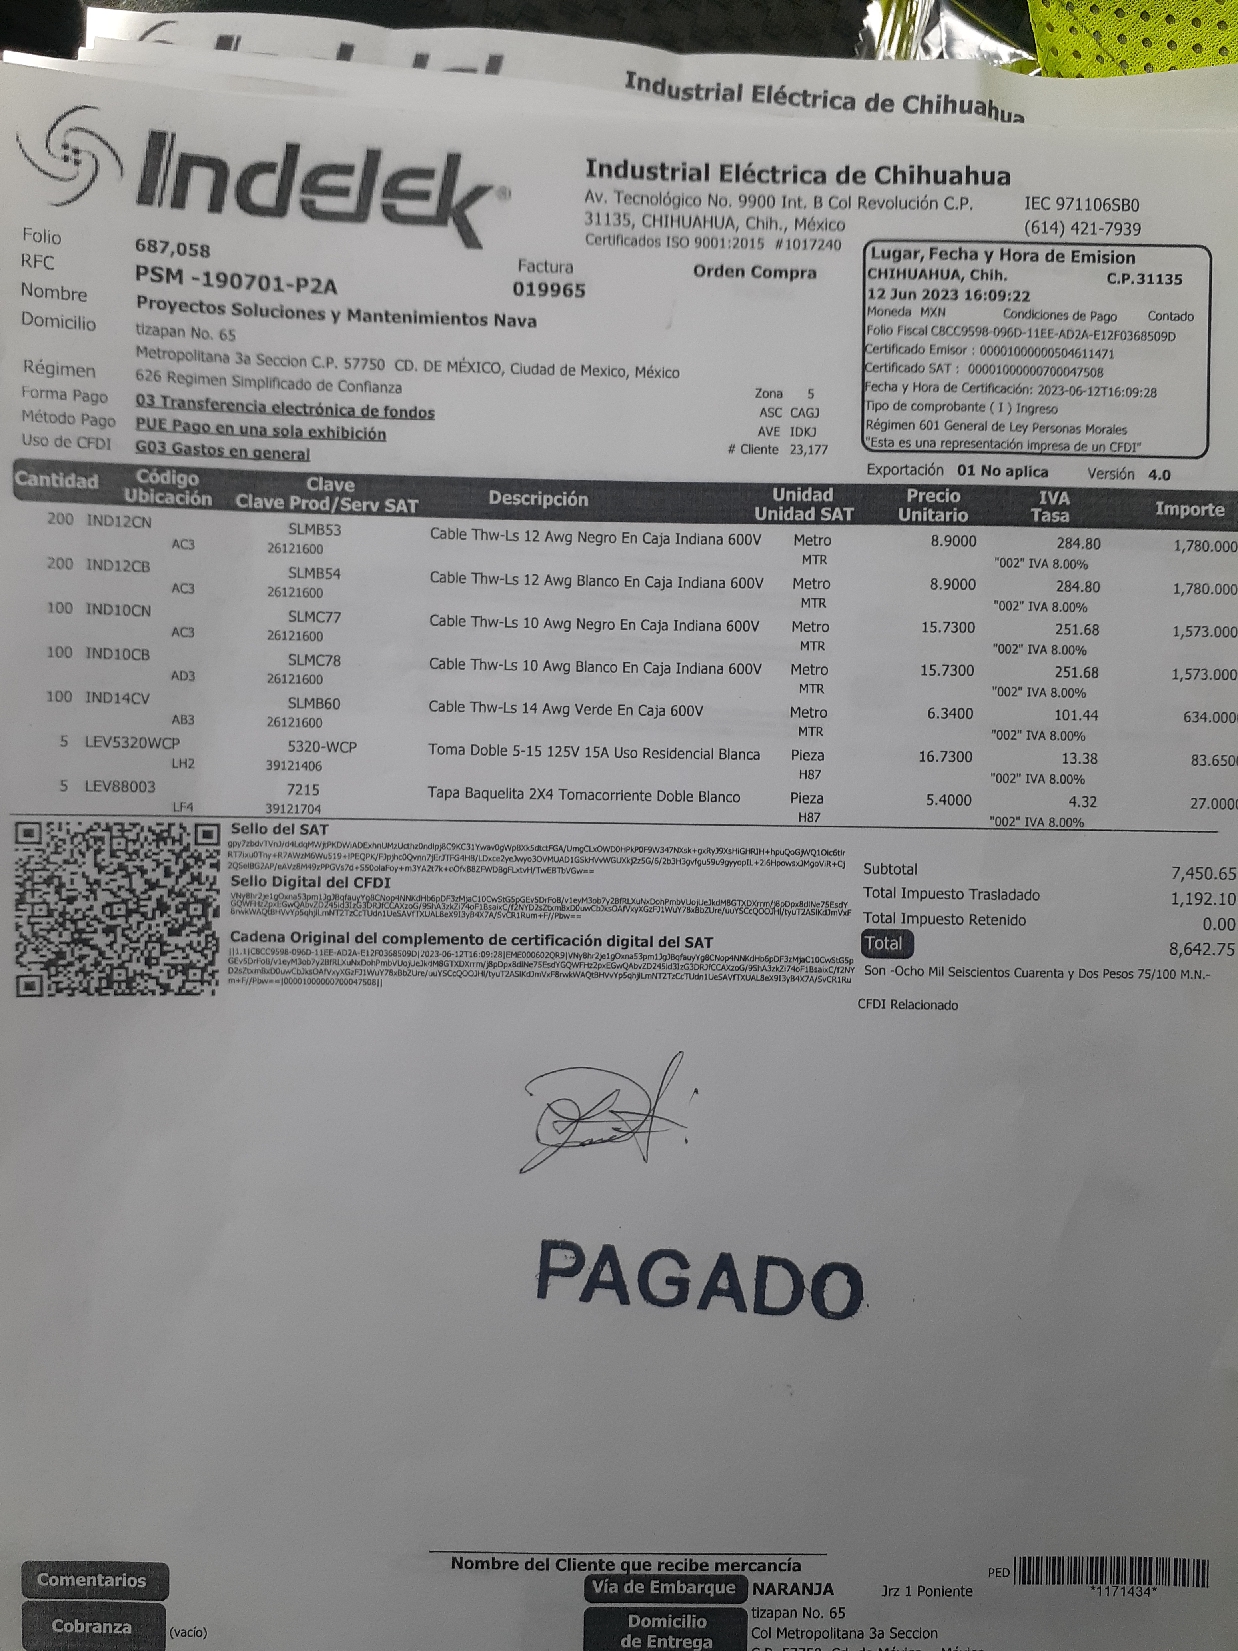 Industrial Eléctrica de Chihuahua
Indelek®
Industrial Eléctrica de Chihuahua
Av. Tecnológico No. 9900 Int. B Col Revolución C.P.
31135, CHIHUAHUA, Chih., México
Certificados ISO 9001:2015 #1017240
IEC 971106SB0
(614) 421-7939
Folio 687,058
RFC PSM -190701-P2A
Factura
019965
Orden Compra
Nombre Proyectos Soluciones y Mantenimientos Nava
Domicilio tizapan No. 65
Metropolitana 3a Seccion C.P. 57750 CD. DE MÉXICO, Ciudad de Mexico, México
Régimen 626 Regimen Simplificado de Confianza
Forma Pago 03 Transferencia electrónica de fondos
Método Pago PUE Pago en una sola exhibición
Uso de CFDI G03 Gastos en general
Zona 5
ASC CAGJ
AVE IDKJ
# Cliente 23,177
Lugar, Fecha y Hora de Emision
CHIHUAHUA, Chih. C.P.31135
12 Jun 2023 16:09:22
Moneda MXN Condiciones de Pago Contado
Folio Fiscal C8CC9598-096D-11EE-AD2A-E12F0368509D
Certificado Emisor : 00001000000504611471
Certificado SAT : 00001000000700047508
Fecha y Hora de Certificación: 2023-06-12T16:09:28
Tipo de comprobante ( I ) Ingreso
Régimen 601 General de Ley Personas Morales
"Esta es una representación impresa de un CFDI"
Exportación 01 No aplica Versión 4.0
Cantidad Código Clave Descripción Unidad Precio IVA Importe
Ubicación Clave Prod/Serv SAT Unidad SAT Unitario Tasa
200 IND12CN SLMB53 Cable Thw-Ls 12 Awg Negro En Caja Indiana 600V Metro 8.9000 284.80 1,780.000
AC3 26121600 MTR "002" IVA 8.00%
200 IND12CB SLMB54 Cable Thw-Ls 12 Awg Blanco En Caja Indiana 600V Metro 8.9000 284.80 1,780.000
AC3 26121600 MTR "002" IVA 8.00%
100 IND10CN SLMC77 Cable Thw-Ls 10 Awg Negro En Caja Indiana 600V Metro 15.7300 251.68 1,573.000
AC3 26121600 MTR "002" IVA 8.00%
100 IND10CB SLMC78 Cable Thw-Ls 10 Awg Blanco En Caja Indiana 600V Metro 15.7300 251.68 1,573.000
AD3 26121600 MTR "002" IVA 8.00%
100 IND14CV SLMB60 Cable Thw-Ls 14 Awg Verde En Caja 600V Metro 6.3400 101.44 634.000
AB3 26121600 MTR "002" IVA 8.00%
5 LEV5320WCP 5320-WCP Toma Doble 5-15 125V 15A Uso Residencial Blanca Pieza 16.7300 13.38 83.650
LH2 39121406 H87 "002" IVA 8.00%
5 LEV88003 7215 Tapa Baquelita 2X4 Tomacorriente Doble Blanco Pieza 5.4000 4.32 27.000
LF4 39121704 H87 "002" IVA 8.00%
Sello del SAT
Sello Digital del CFDI
Cadena Original del complemento de certificación digital del SAT
Subtotal 7,450.65
Total Impuesto Trasladado 1,192.10
Total Impuesto Retenido 0.00
Total 8,642.75
Son -Ocho Mil Seiscientos Cuarenta y Dos Pesos 75/100 M.N.-
CFDI Relacionado
PAGADO
Nombre del Cliente que recibe mercancía
Comentarios
Vía de Embarque NARANJA Jrz 1 Poniente
PED *1171434*
Cobranza (vacío)
Domicilio de Entrega
tizapan No. 65
Col Metropolitana 3a Seccion